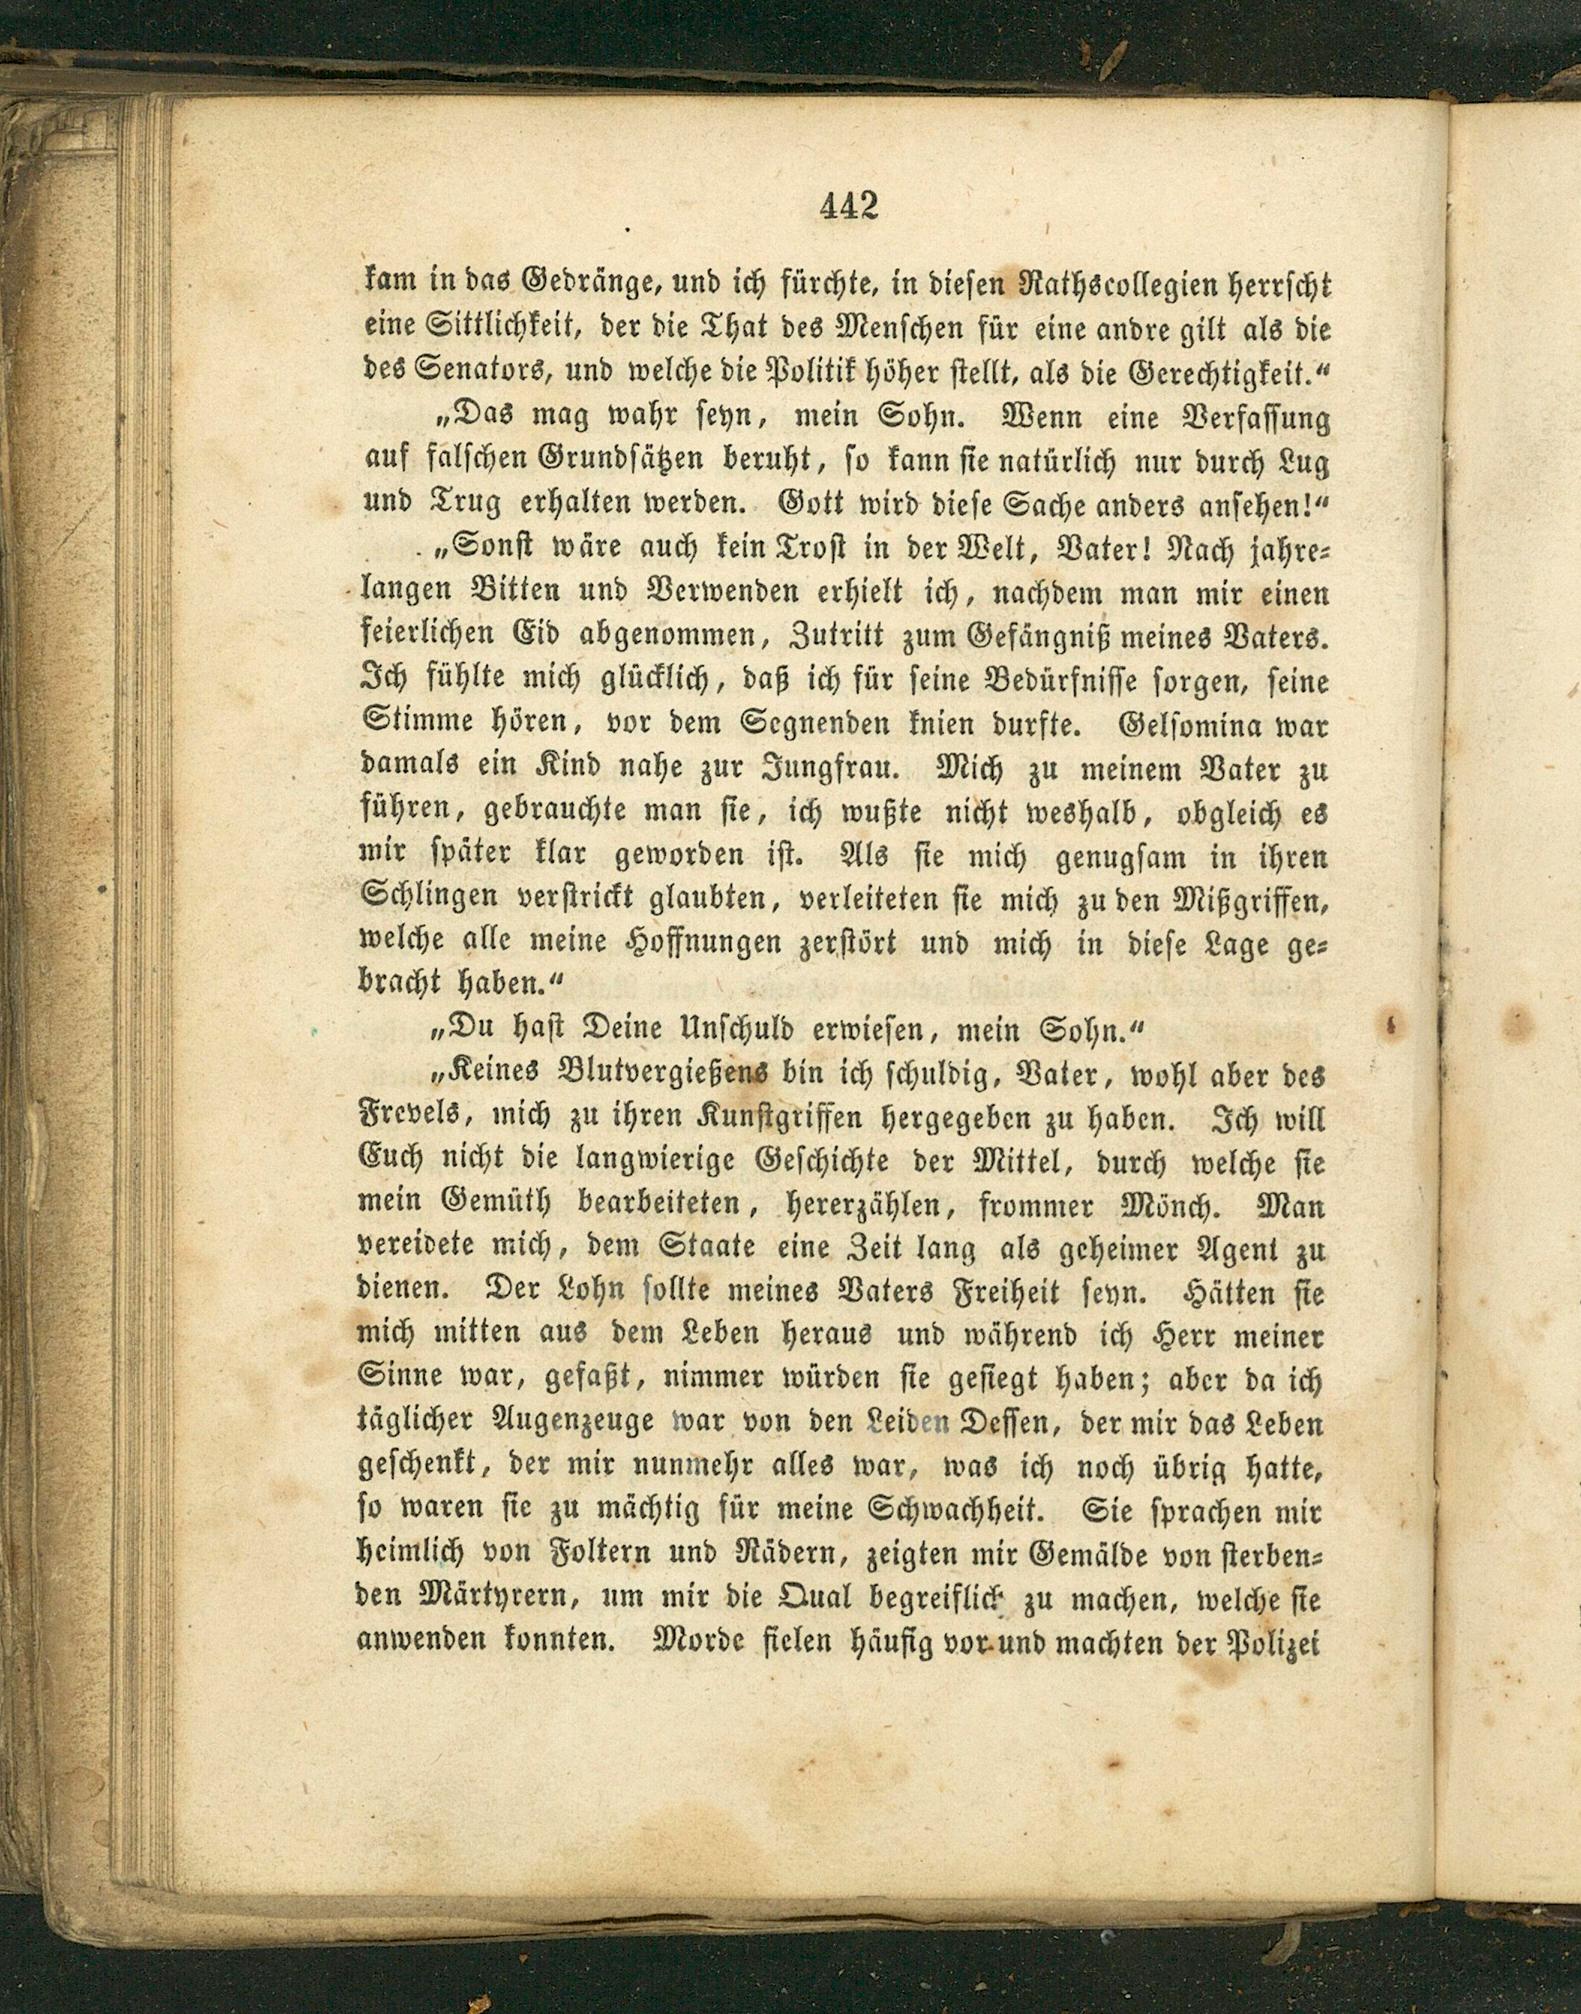 442
kam in das Gedränge, und ich fürchte, in diesen Rathscollegien herrscht
eine Sittlichkeit, der die That des Menschen für eine andre gilt als die
des Senators, und welche die Politik höher stellt, als die Gerechtigkeit.“
„Das mag wahr seyn, mein Sohn. Wenn eine Verfassung
auf falschen Grundsätzen beruht, so kann sie natürlich nur durch Lug
und Trug erhalten werden. Gott wird diese Sache anders ansehen!“
„Sonst wäre auch kein Trost in der Welt, Vater! Nach jahre-
langen Bitten und Verwenden erhielt ich, nachdem man mir einen
feierlichen Eid abgenommen, Zutritt zum Gefängniß meines Vaters.
Ich fühlte mich glücklich, daß ich für seine Bedürfnisse sorgen, seine
Stimme hören, vor dem Segnenden knien durfte. Gelsomina war
damals ein Kind nahe zur Jungfrau. Mich zu meinem Vater zu
führen, gebrauchte man sie, ich wußte nicht weshalb, obgleich es
mir später klar geworden ist. Als sie mich genugsam in ihren
Schlingen verstrickt glaubten, verleiteten sie mich zu den Mißgriffen,
welche alle meine Hoffnungen zerstört und mich in diese Lage ge-
bracht haben.“
„Du hast Deine Unschuld erwiesen, mein Sohn.“
„Keines Blutvergießens bin ich schuldig, Vater, wohl aber des
Frevels, mich zu ihren Kunstgriffen hergegeben zu haben. Ich will
Euch nicht die langwierige Geschichte der Mittel, durch welche sie
mein Gemüth bearbeiteten, hererzählen, frommer Mönch. Man
vereidete mich, dem Staate eine Zeit lang als geheimer Agent zu
dienen. Der Lohn sollte meines Vaters Freiheit seyn. Hätten sie
mich mitten aus dem Leben heraus und während ich Herr meiner
Sinne war, gefaßt, nimmer würden sie gesiegt haben; aber da ich
täglicher Augenzeuge war von den Leiden Dessen, der mir das Leben
geschenkt, der mir nunmehr alles war, was ich noch übrig hatte,
so waren sie zu mächtig für meine Schwachheit. Sie sprachen mir
heimlich von Foltern und Rädern, zeigten mir Gemälde von sterben-
den Märtyrern, um mir die Qual begreiflich zu machen, welche sie
anwenden konnten. Morde fielen häufig vor und machten der Polizei